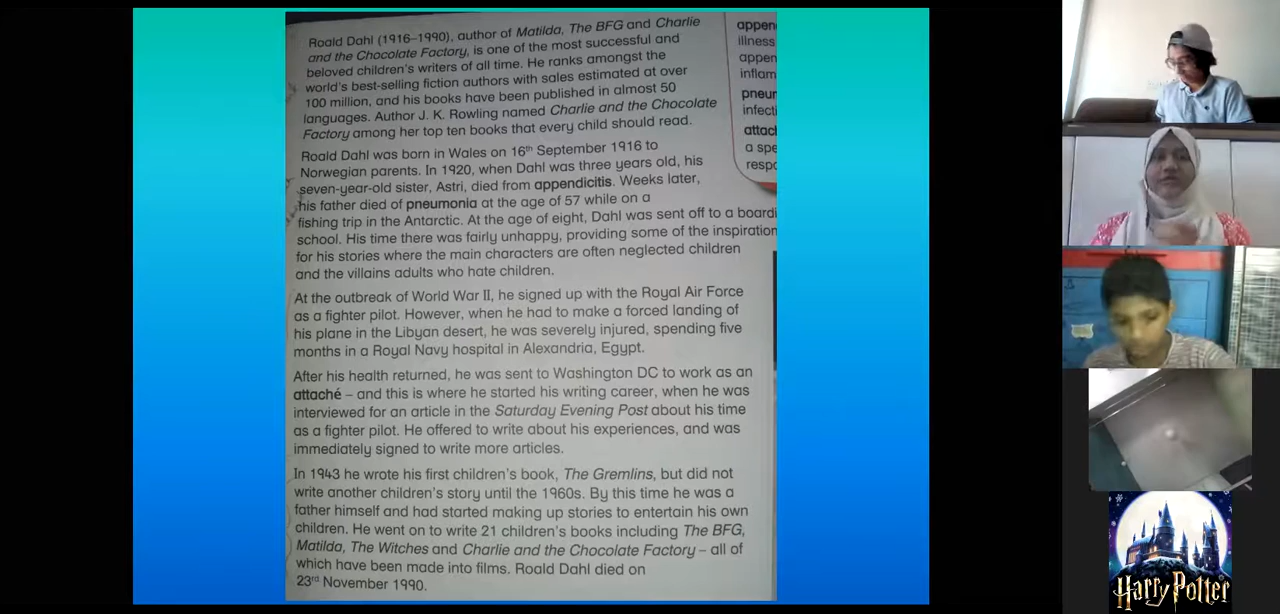 Roald Dahl (1916–1990), author of Matilda, The BFG and Charlie
and the Chocolate Factory, is one of the most successful and
beloved children's writers of all time. He ranks amongst the
world's best-selling fiction authors with sales estimated at over
100 million, and his books have been published in almost 50
languages. Author J. K. Rowling named Charlie and the Chocolate
Factory among her top ten books that every child should read.
Roald Dahl was born in Wales on 16th September 1916 to
Norwegian parents. In 1920, when Dahl was three years old, his
seven-year-old sister, Astri, died from appendicitis. Weeks later,
his father died of pneumonia at the age of 57 while on a
fishing trip in the Antarctic. At the age of eight, Dahl was sent off to a boardi
school. His time there was fairly unhappy, providing some of the inspiration
for his stories where the main characters are often neglected children
and the villains adults who hate children.
At the outbreak of World War II, he signed up with the Royal Air Force
as a fighter pilot. However, when he had to make a forced landing of
his plane in the Libyan desert, he was severely injured, spending five
months in a Royal Navy hospital in Alexandria, Egypt.
After his health returned, he was sent to Washington DC to work as an
attaché – and this is where he started his writing career, when he was
interviewed for an article in the Saturday Evening Post about his time
as a fighter pilot. He offered to write about his experiences, and was
immediately signed to write more articles.
In 1943 he wrote his first children's book, The Gremlins, but did not
write another children's story until the 1960s. By this time he was a
father himself and had started making up stories to entertain his own
children. He went on to write 21 children's books including The BFG,
Matilda, The Witches and Charlie and the Chocolate Factory – all of
which have been made into films. Roald Dahl died on
23rd November 1990.
appen
illness
appen
inflam
pneur
infecti
attac
a spe
respo
Harry Potter